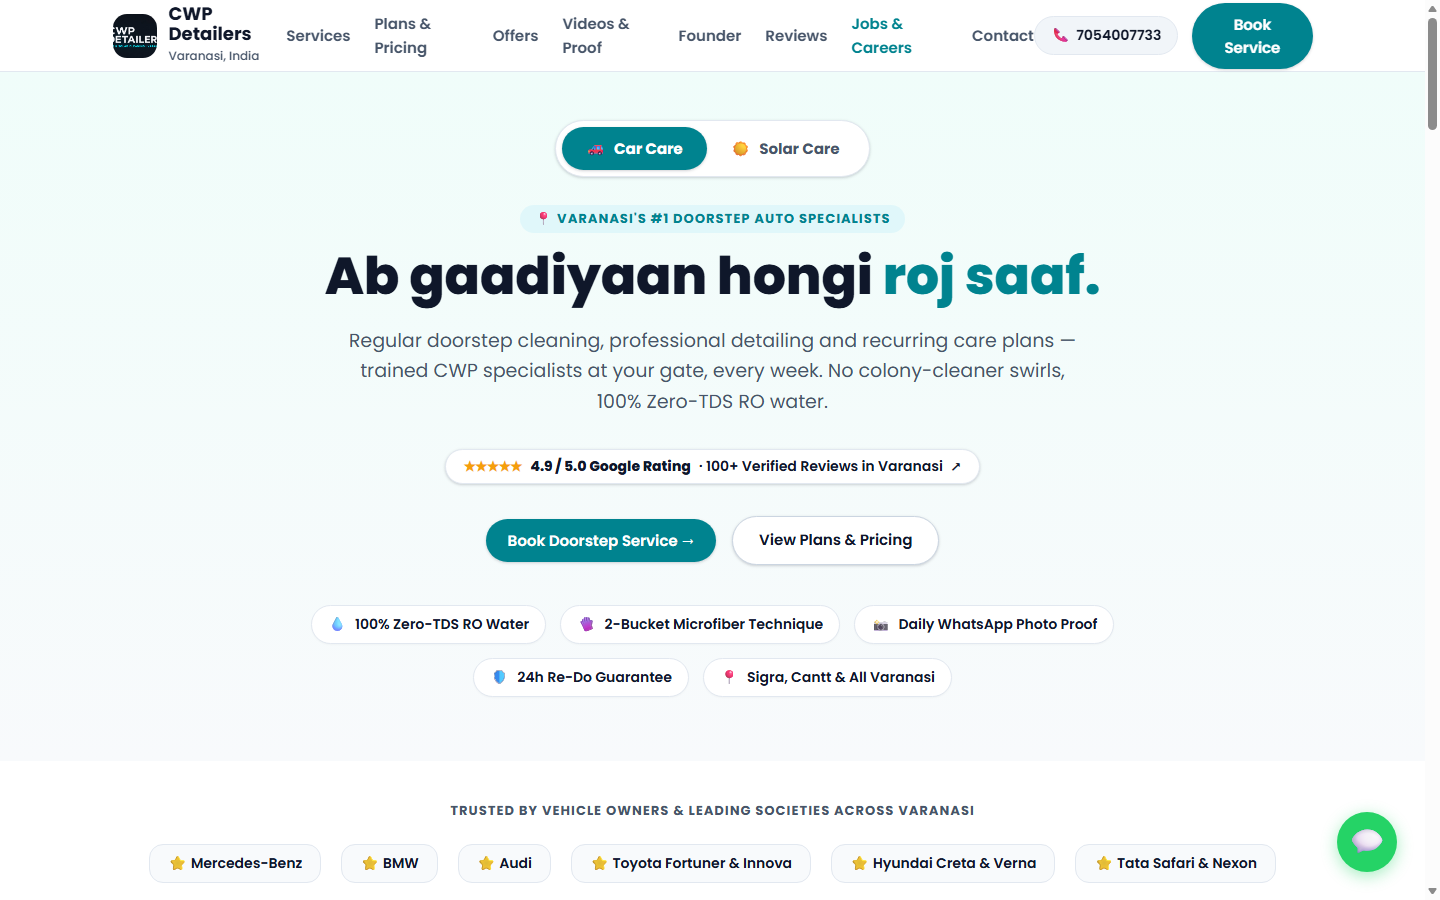 CWP
DETAILERS
CWP
Detailers
Varanasi, India
Services
Plans &
Pricing
Offers
Videos &
Proof
Founder
Reviews
Jobs &
Careers
Contact
7054007733
Book
Service
Car Care
Solar Care
VARANASI'S #1 DOORSTEP AUTO SPECIALISTS
Ab gaadiyaan hongi roj saaf.
Regular doorstep cleaning, professional detailing and recurring care plans —
trained CWP specialists at your gate, every week. No colony-cleaner swirls,
100% Zero-TDS RO water.
★★★★★ 4.9 / 5.0 Google Rating · 100+ Verified Reviews in Varanasi ↗
Book Doorstep Service →
View Plans & Pricing
100% Zero-TDS RO Water
2-Bucket Microfiber Technique
Daily WhatsApp Photo Proof
24h Re-Do Guarantee
Sigra, Cantt & All Varanasi
TRUSTED BY VEHICLE OWNERS & LEADING SOCIETIES ACROSS VARANASI
Mercedes-Benz
BMW
Audi
Toyota Fortuner & Innova
Hyundai Creta & Verna
Tata Safari & Nexon